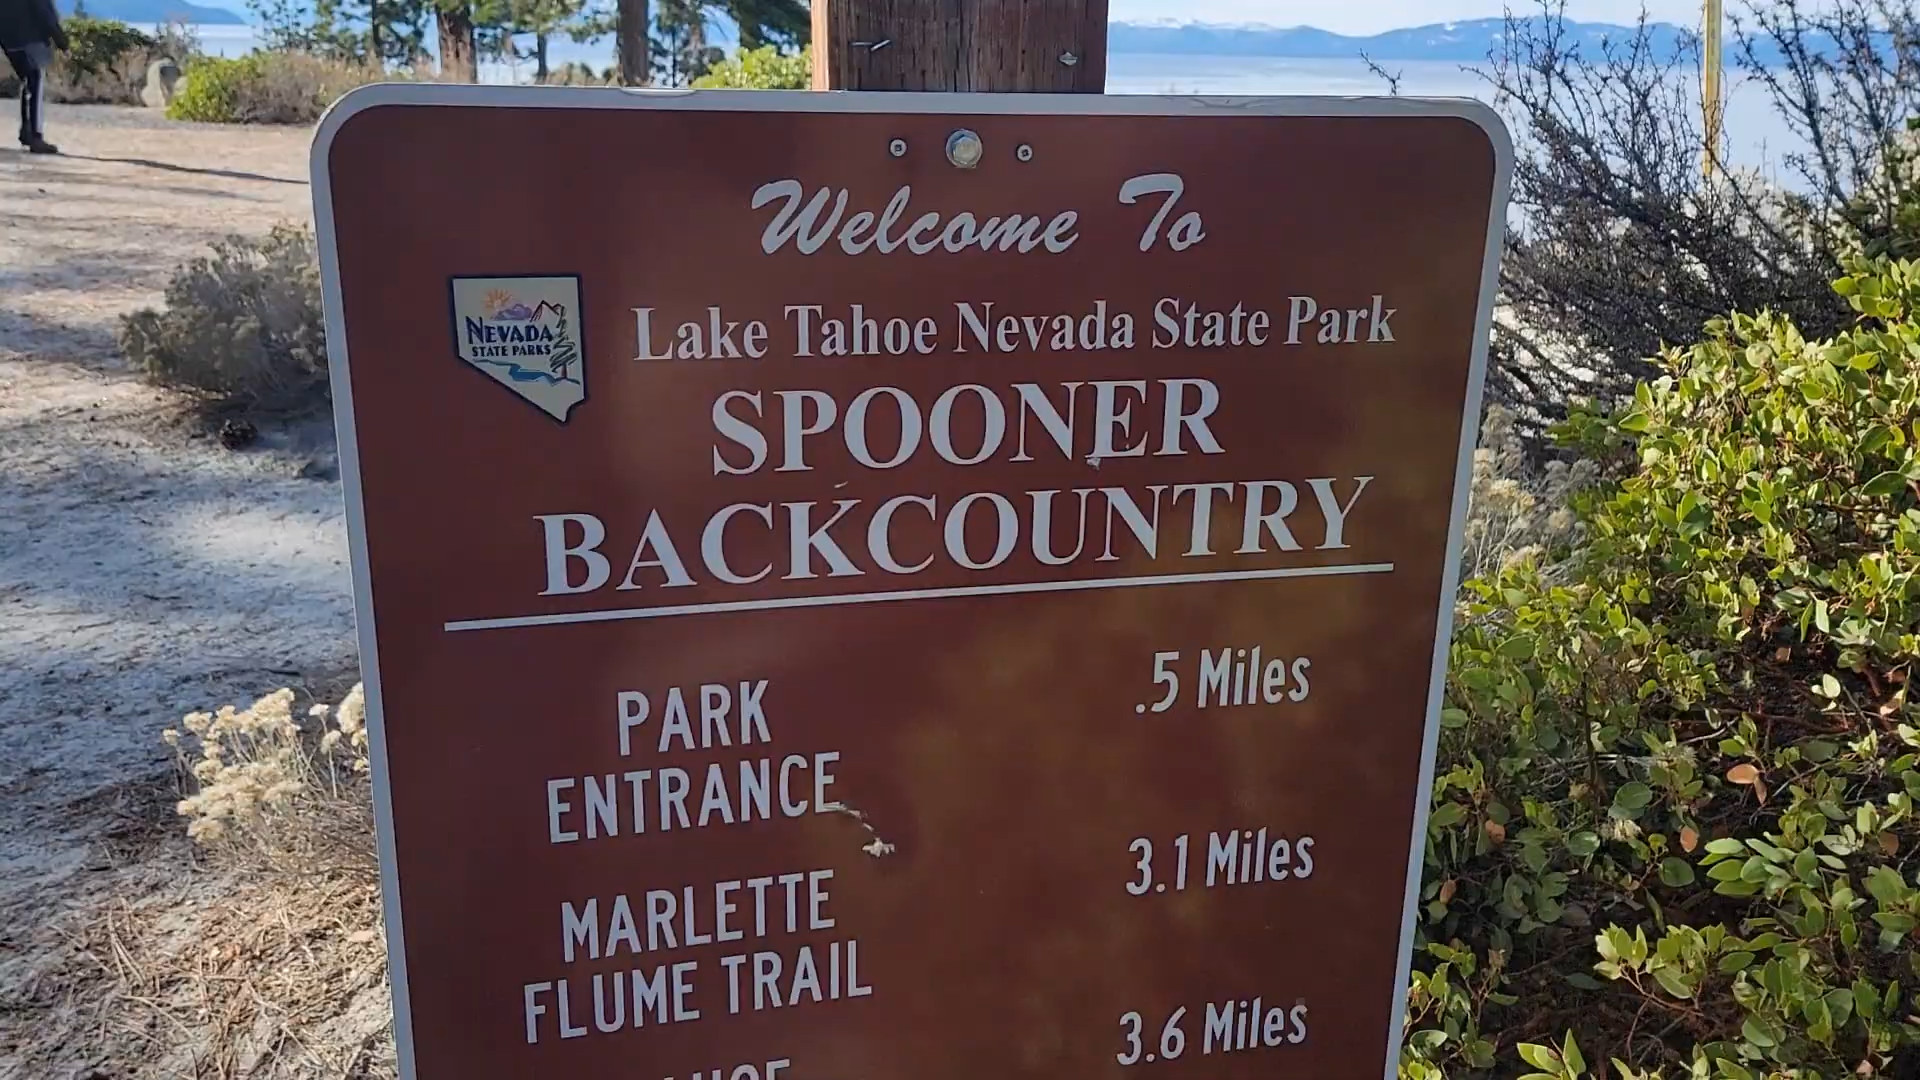 Welcome To
NEVADA
STATE PARKS
Lake Tahoe Nevada State Park
SPOONER
BACKCOUNTRY
PARK
ENTRANCE
.5 Miles
MARLETTE
FLUME TRAIL
3.1 Miles
3.6 Miles